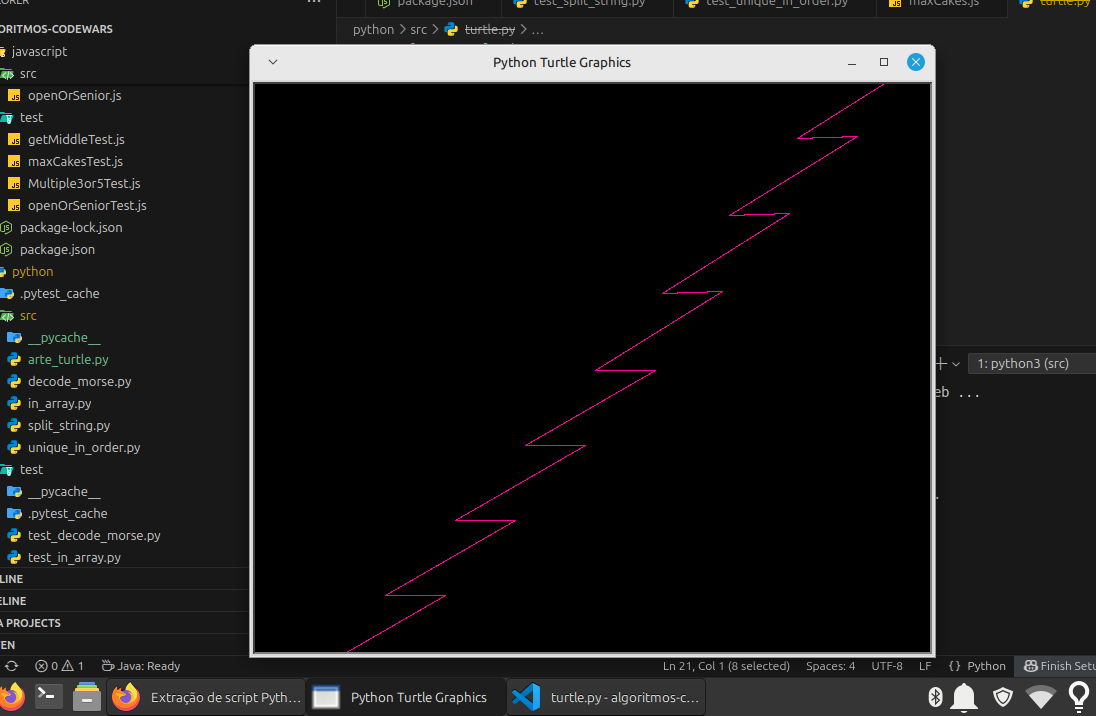 package.json test_split_string.py test_unique_in_order.py maxCakes.js turtle.py
ORITMOS-CODEWARS
python > src > turtle.py > ...
javascript
Python Turtle Graphics
src
openOrSenior.js
test
getMiddleTest.js
maxCakesTest.js
Multiple3or5Test.js
openOrSeniorTest.js
package-lock.json
package.json
python
.pytest_cache
src
__pycache__
arte_turtle.py
1: python3 (src)
decode_morse.py
eb ...
in_array.py
split_string.py
unique_in_order.py
test
__pycache__
.pytest_cache
test_decode_morse.py
test_in_array.py
LINE
ELINE
A PROJECTS
EN
0 1 Java: Ready Ln 21, Col 1 (8 selected) Spaces: 4 UTF-8 LF {} Python Finish Setu
Extração de script Pyth... Python Turtle Graphics turtle.py - algoritmos-c...